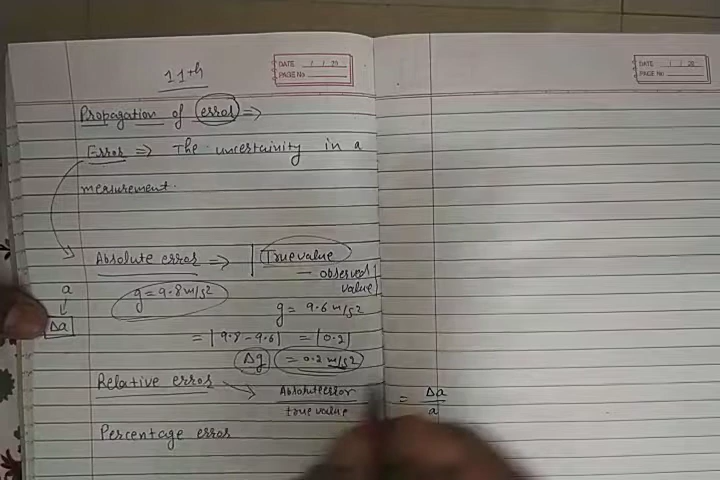 11th
DATE / / 20
PAGE No
DATE / / 20
PAGE No
Propagation of error ⇒
Error ⇒ The uncertainity in a
measurement.
Absolute error ⇒ |True value
— observed
value|
a
↓
Δa
g = 9.8 m/s2
g = 9.6 m/s2
= |9.8 - 9.6| = |0.2|
Δg = 0.2 m/s2
Relative error → Absolute error / true value = Δa / a
Percentage error